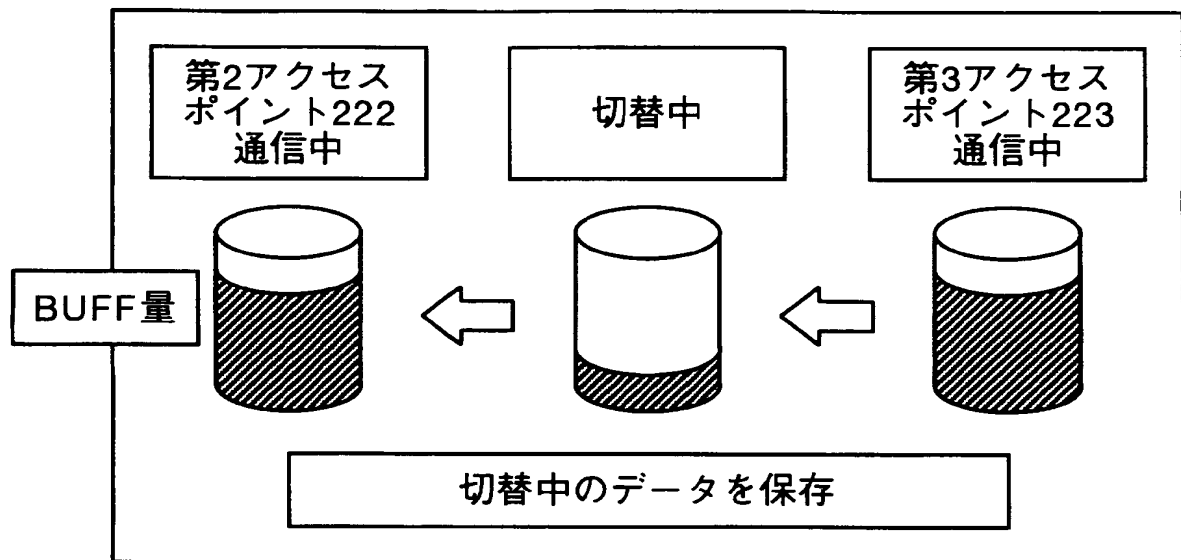 第2アクセス
ポイント222
通信中
切替中
第3アクセス
ポイント223
通信中
BUFF量
切替中のデータを保存